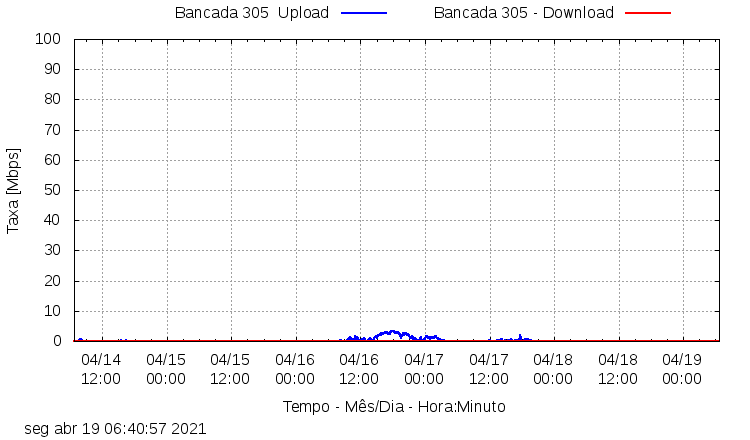 Bancada 305  Upload
Bancada 305 - Download
100
90
80
70
60
50
40
30
20
10
0
Taxa [Mbps]
04/14 04/15 04/15 04/16 04/16 04/17 04/17 04/18 04/18 04/19
12:00 00:00 12:00 00:00 12:00 00:00 12:00 00:00 12:00 00:00
Tempo - Mês/Dia - Hora:Minuto
seg abr 19 06:40:57 2021